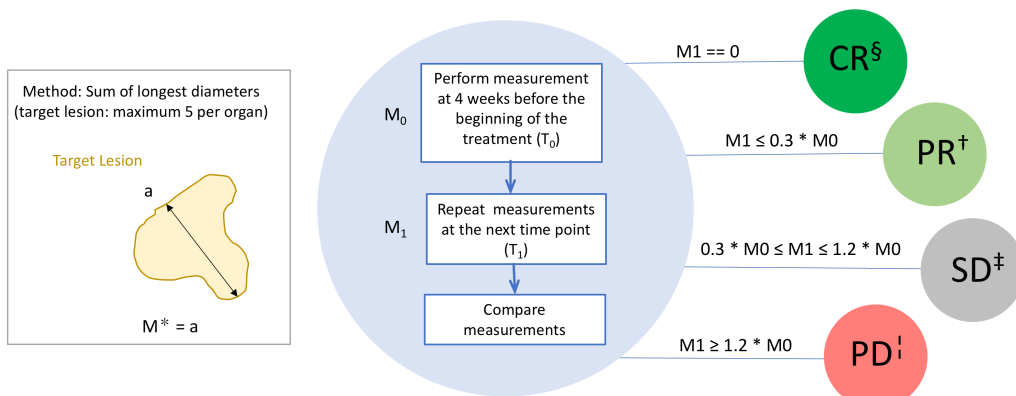 Method: Sum of longest diameters
(target lesion: maximum 5 per organ)
Target Lesion
a
M* = a
M₀
Perform measurement
at 4 weeks before the
beginning of the
treatment (T₀)
M₁
Repeat measurements
at the next time point
(T₁)
Compare
measurements
M1 == 0
CR§
M1 ≤ 0.3 * M0
PR†
0.3 * M0 ≤ M1 ≤ 1.2 * M0
SD‡
M1 ≥ 1.2 * M0
PD¦